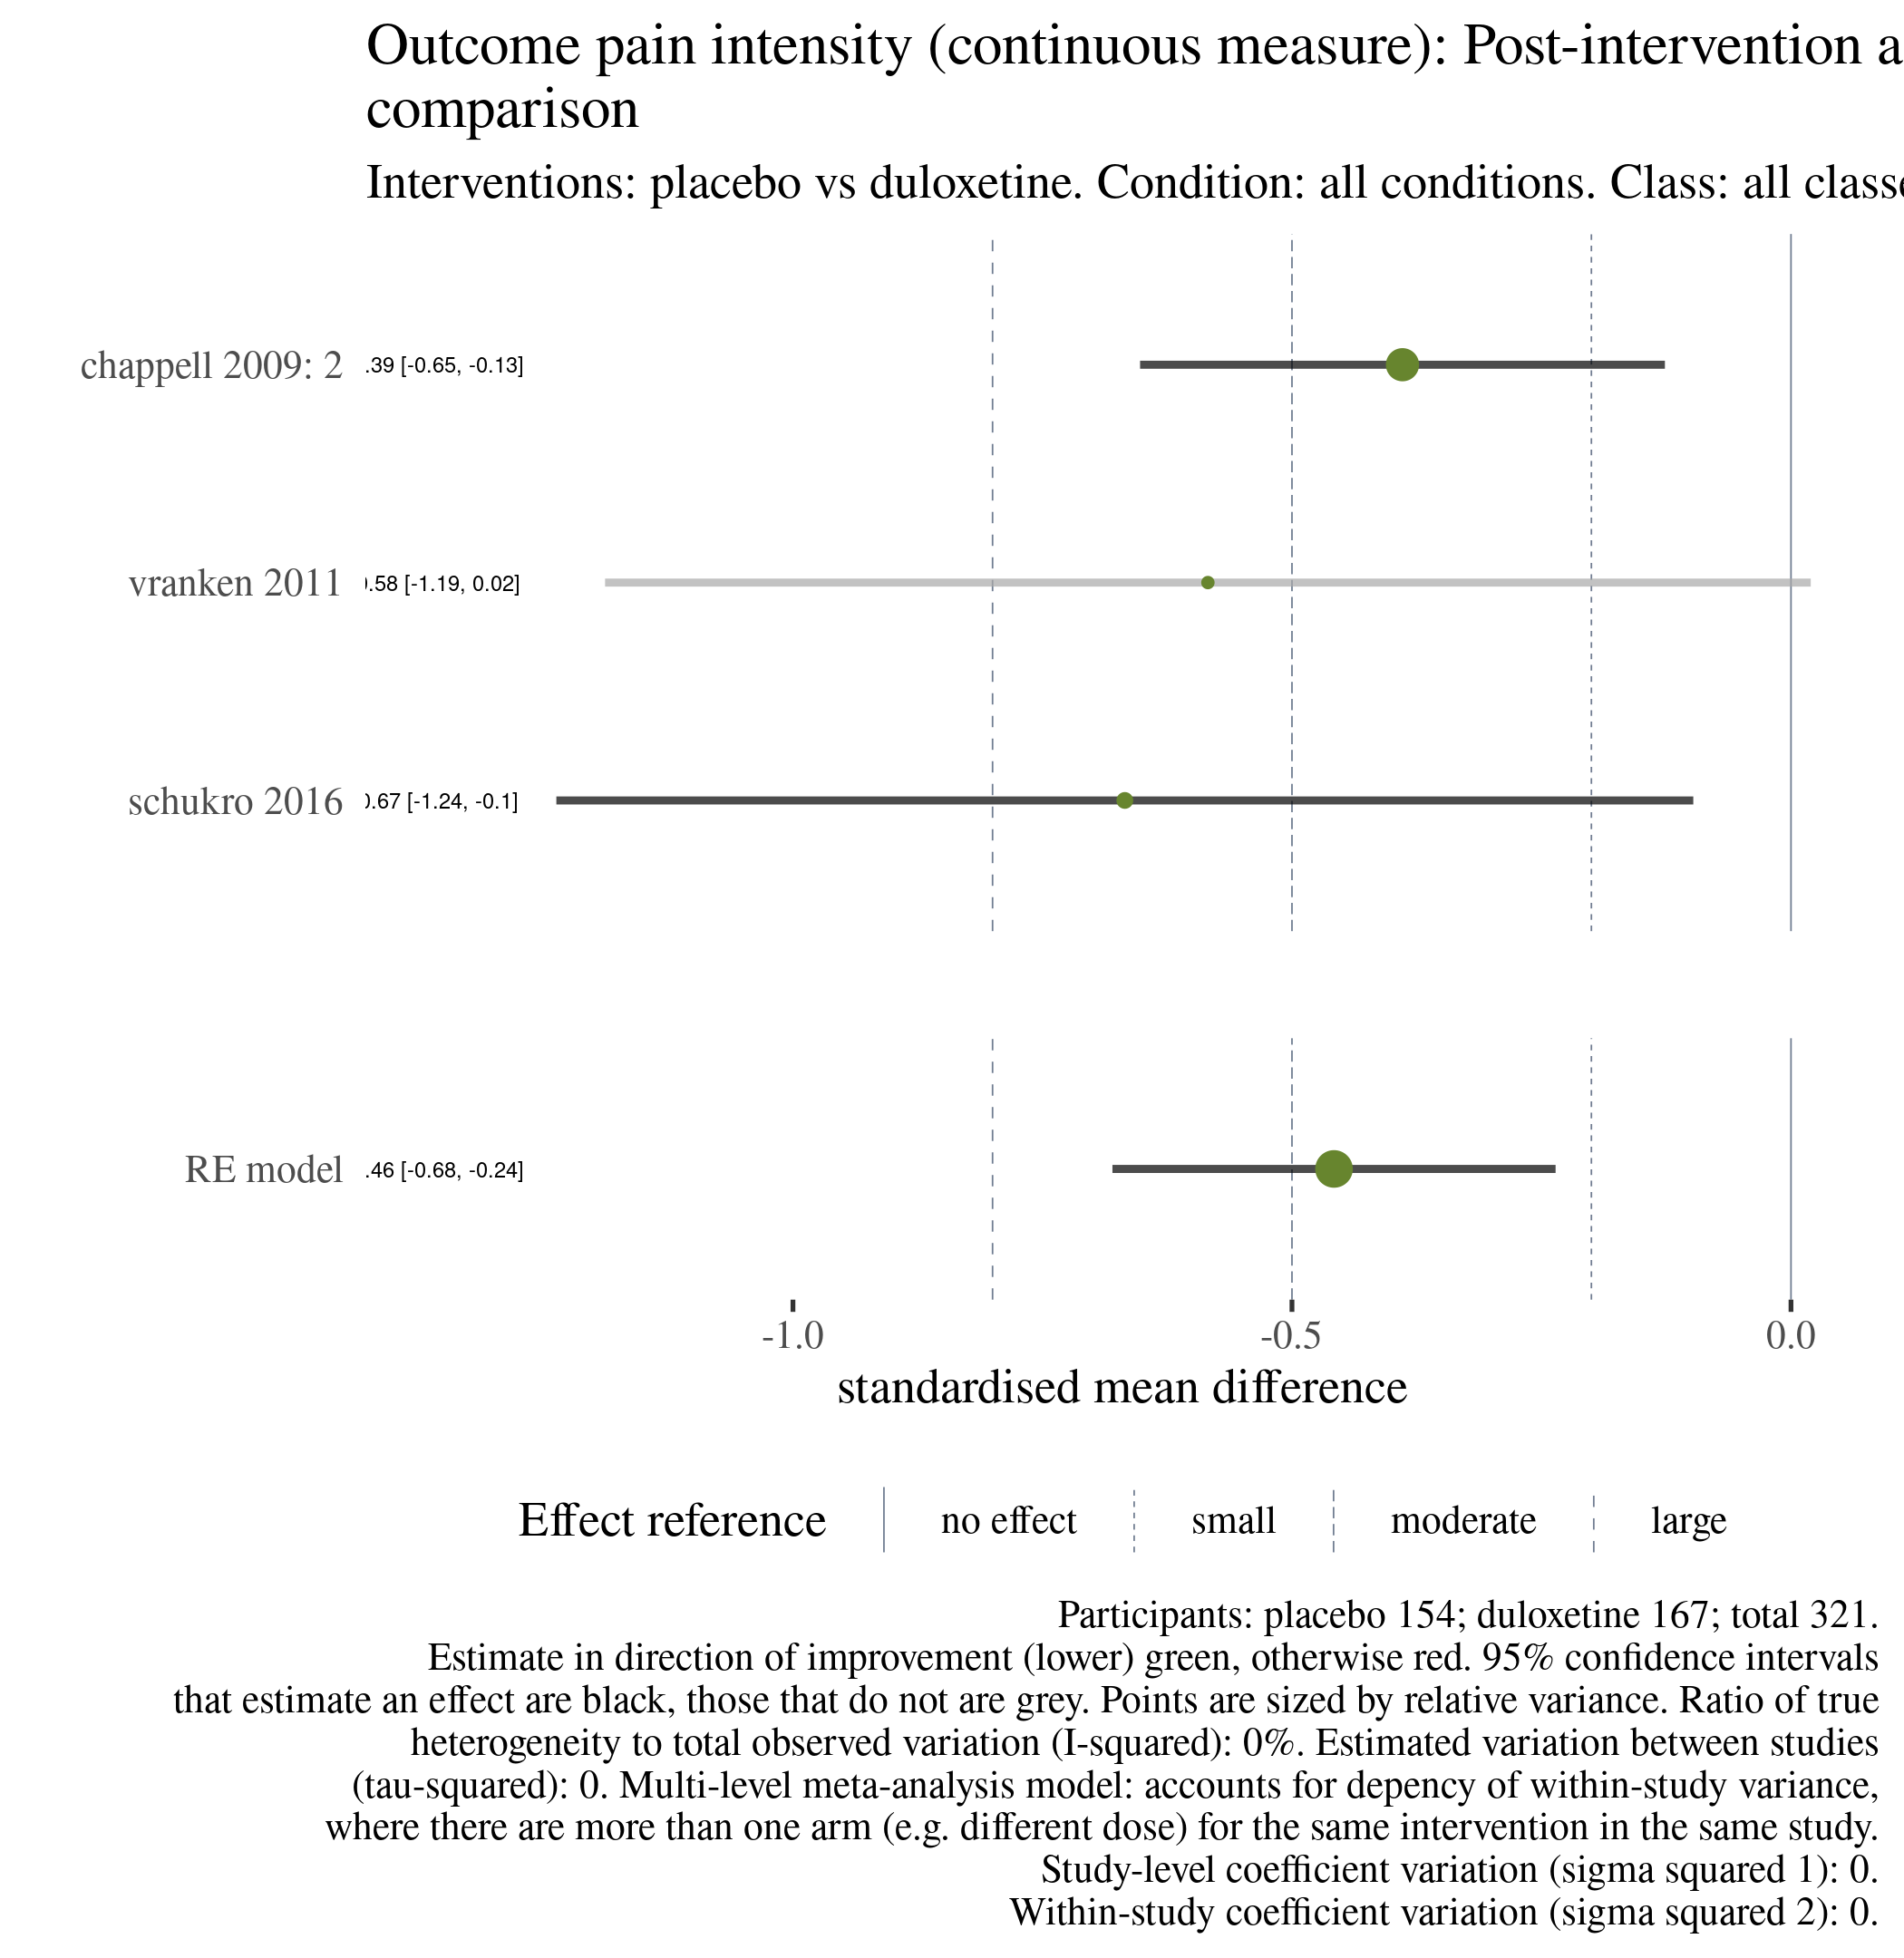 Outcome pain intensity (continuous measure): Post-intervention a
comparison
Interventions: placebo vs duloxetine. Condition: all conditions. Class: all classe
chappell 2009: 2 .39 [-0.65, -0.13]
vranken 2011 .58 [-1.19, 0.02]
schukro 2016 .67 [-1.24, -0.1]
RE model .46 [-0.68, -0.24]
-1.0 -0.5 0.0
standardised mean difference
Effect reference no effect small moderate large
Participants: placebo 154; duloxetine 167; total 321.
Estimate in direction of improvement (lower) green, otherwise red. 95% confidence intervals
that estimate an effect are black, those that do not are grey. Points are sized by relative variance. Ratio of true
heterogeneity to total observed variation (I-squared): 0%. Estimated variation between studies
(tau-squared): 0. Multi-level meta-analysis model: accounts for depency of within-study variance,
where there are more than one arm (e.g. different dose) for the same intervention in the same study.
Study-level coefficient variation (sigma squared 1): 0.
Within-study coefficient variation (sigma squared 2): 0.